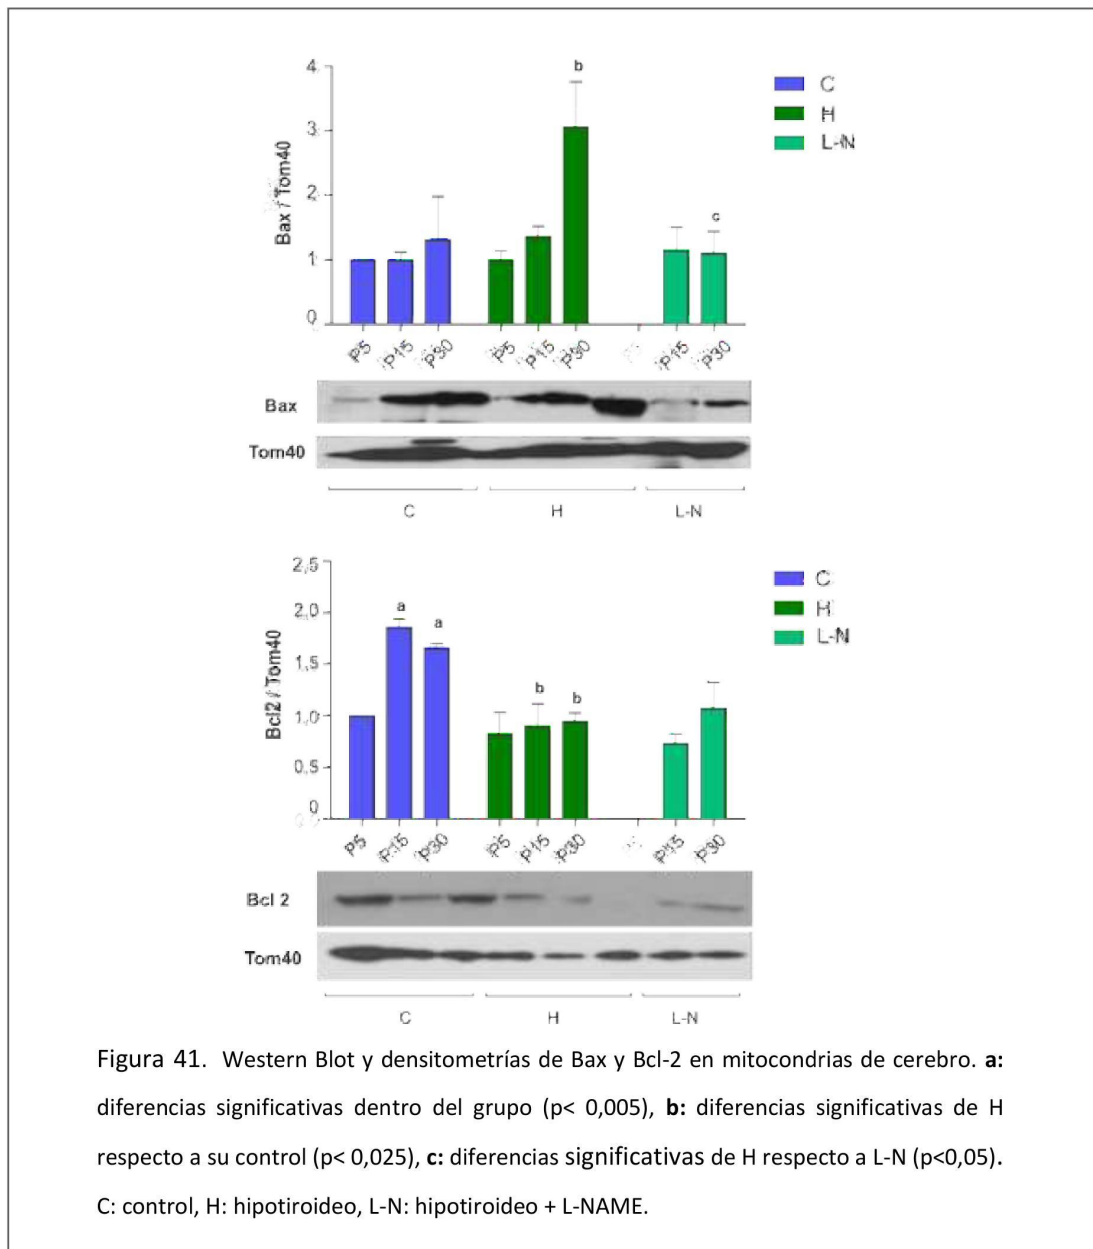 4
3
2
1
0
Bax / Tom40
b
c
C
H
L-N
P5 P15 P30 P5 P15 P30 P15 P30
Bax
Tom40
C H L-N
2,5
2,0
1,5
1,0
0,5
0
Bcl2 / Tom40
a a
b b
C
H
L-N
P5 P15 P30 P5 P15 P30 P15 P30
Bcl 2
Tom40
C H L-N
Figura 41. Western Blot y densitometrías de Bax y Bcl-2 en mitocondrias de cerebro. a:
diferencias significativas dentro del grupo (p< 0,005), b: diferencias significativas de H
respecto a su control (p< 0,025), c: diferencias significativas de H respecto a L-N (p<0,05).
C: control, H: hipotiroideo, L-N: hipotiroideo + L-NAME.